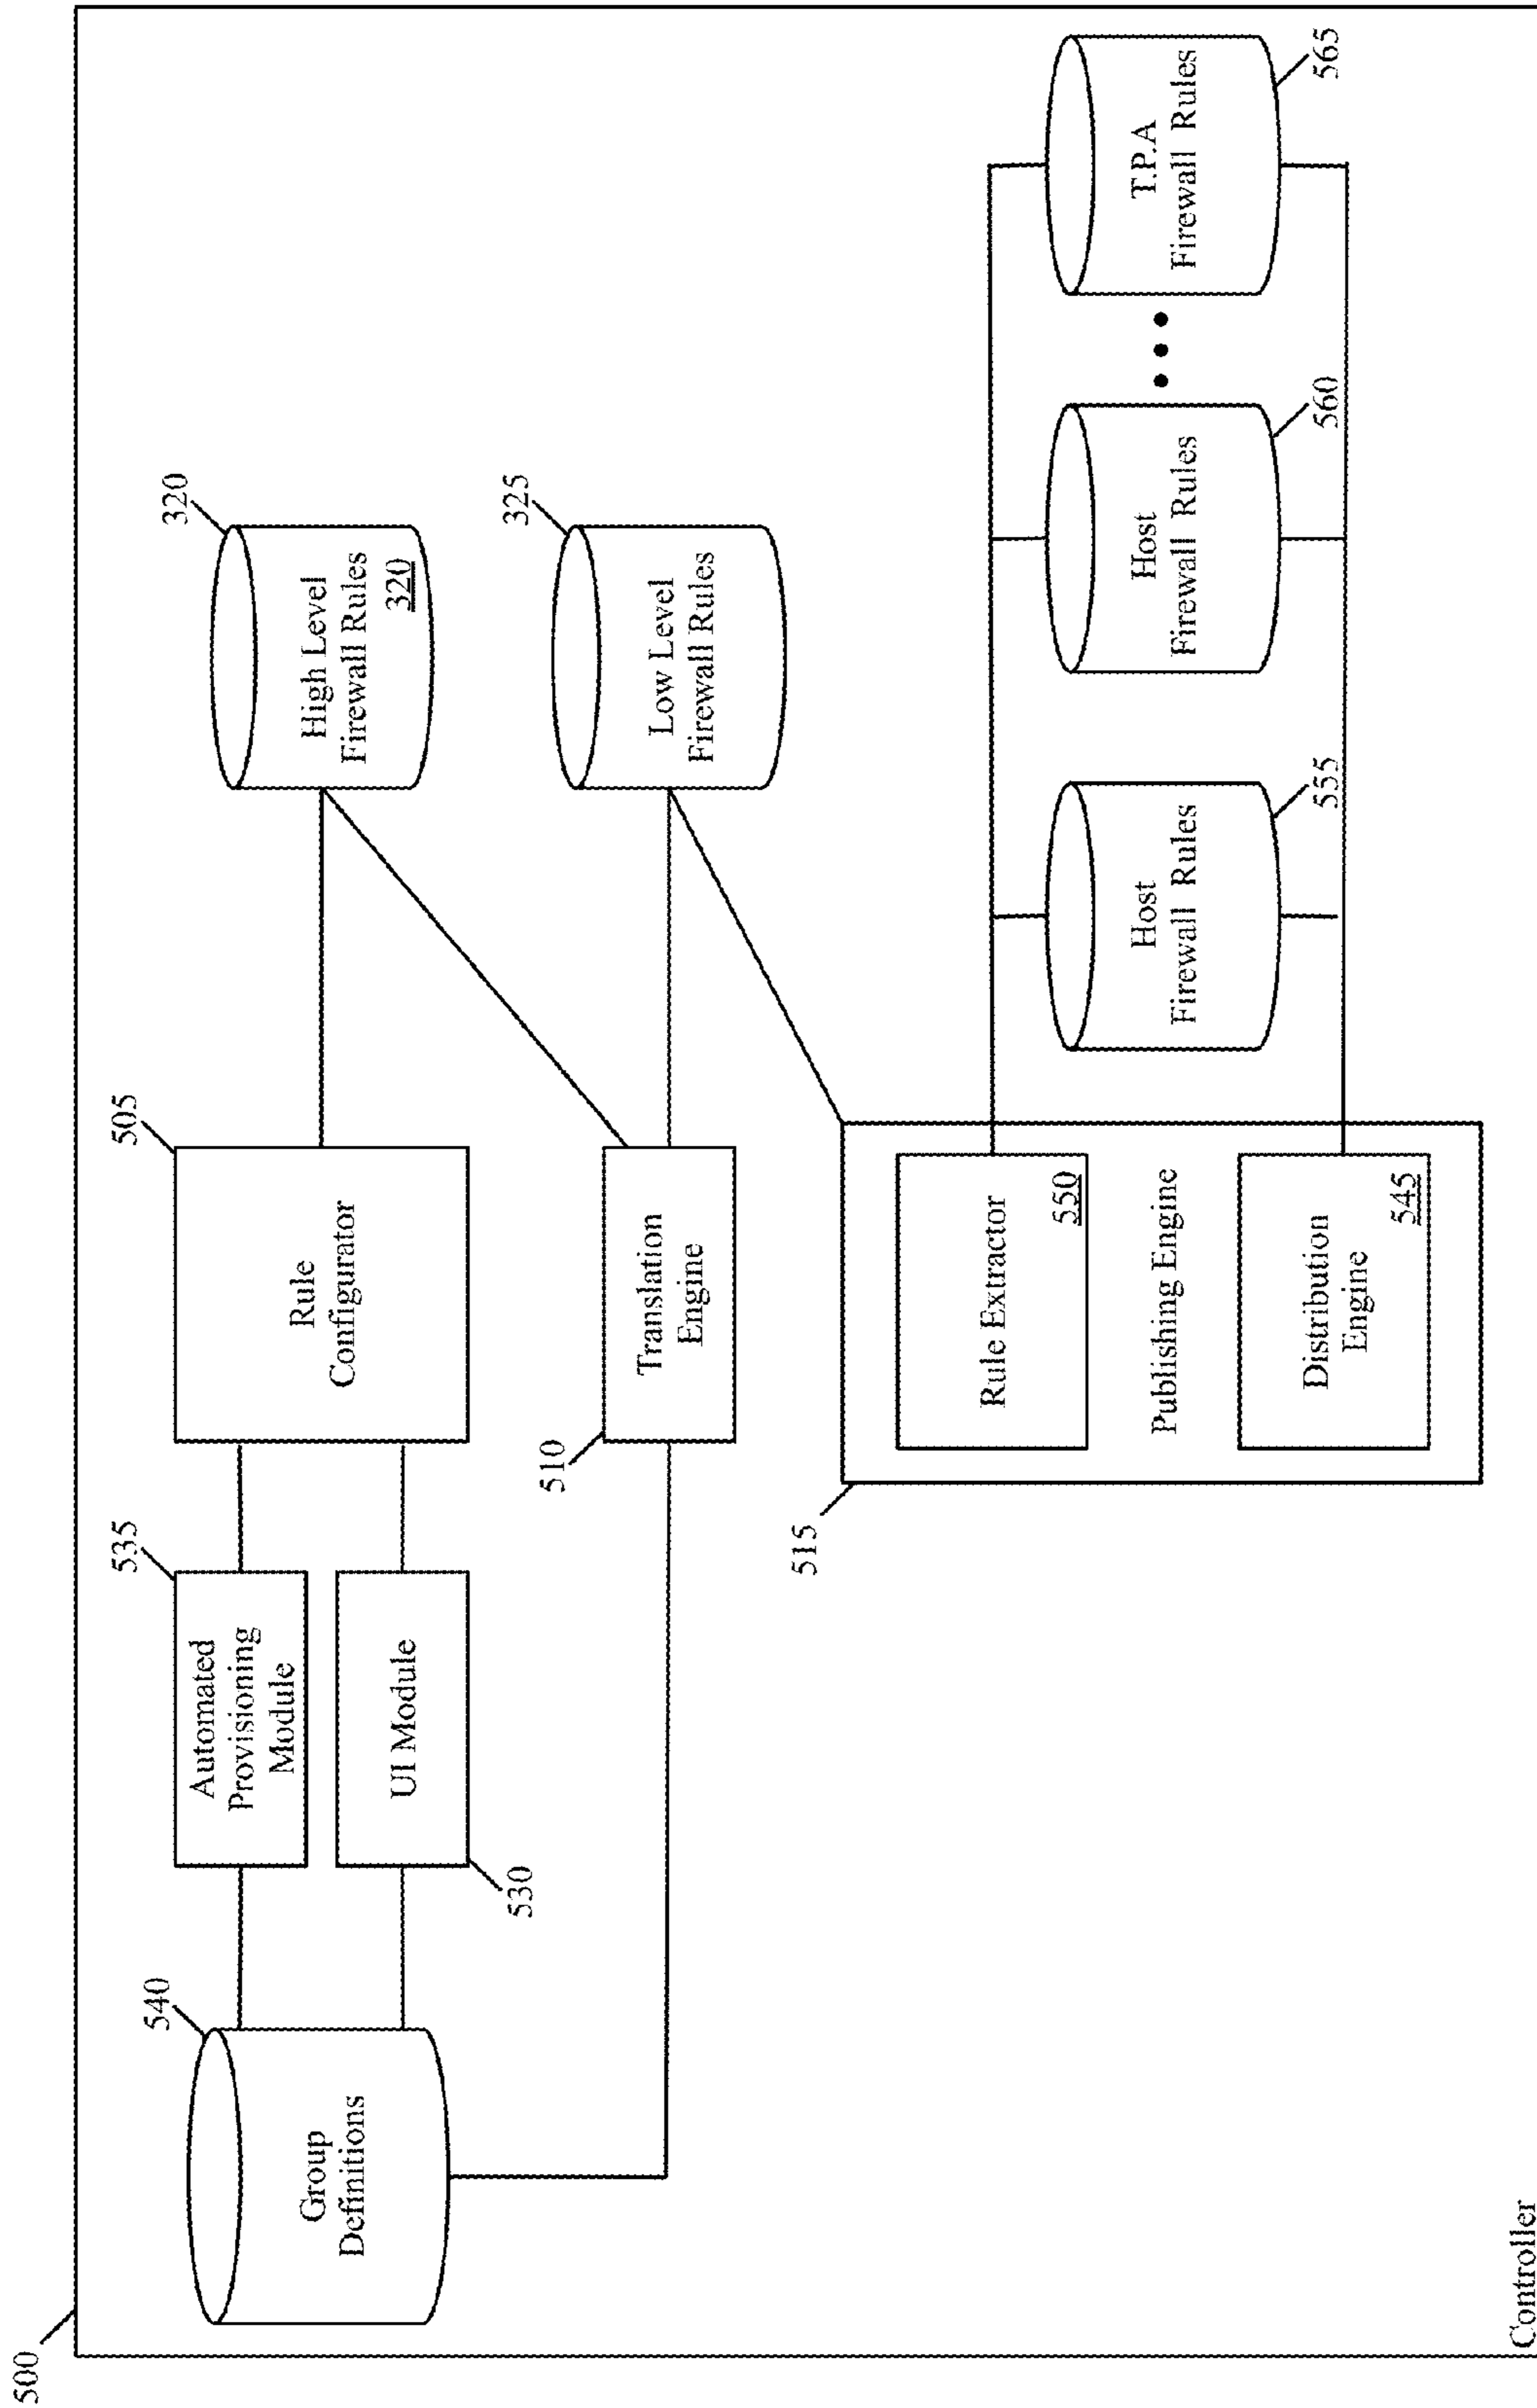 500
540
Group
Definitions
535
Automated
Provisioning
Module
UI Module
530
505
Rule
Configurator
320
High Level
Firewall Rules
320
510
Translation
Engine
325
Low Level
Firewall Rules
515
Rule Extractor
550
Publishing Engine
Distribution
Engine
545
Host
Firewall Rules
555
Host
Firewall Rules
560
T.P.A
Firewall Rules
565
Controller